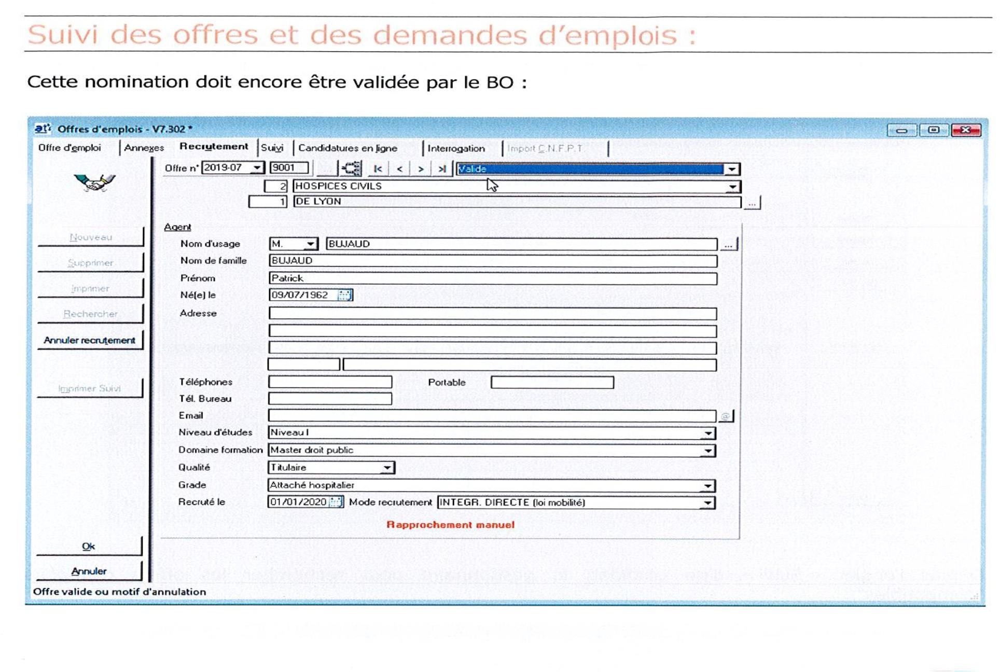 Suivi des offres et des demandes d'emplois :
Cette nomination doit encore être validée par le BO :
Offres d'emplois - V7.302 *
Offre d'emploi Annexes Recrutement Suivi Candidatures en ligne Interrogation Import C.N.F.P.T.
Offre n° 2019-07 9001 |< < > >| Valide
2 HOSPICES CIVILS
1 DE LYON ...
Agent
Nouveau
Nom d'usage M. BUJAUD ...
Nom de famille BUJAUD
Supprimer
Prénom Patrick
Imprimer
Né(e) le 09/07/1962
Rechercher
Adresse
Annuler recrutement
Téléphones Portable
Imprimer Suivi
Tél. Bureau
Email @
Niveau d'études Niveau I
Domaine formation Master droit public
Qualité Titulaire
Grade Attaché hospitalier
Recruté le 01/01/2020 Mode recrutement INTEGR. DIRECTE (loi mobilité)
Rapprochement manuel
Ok
Annuler
Offre valide ou motif d'annulation